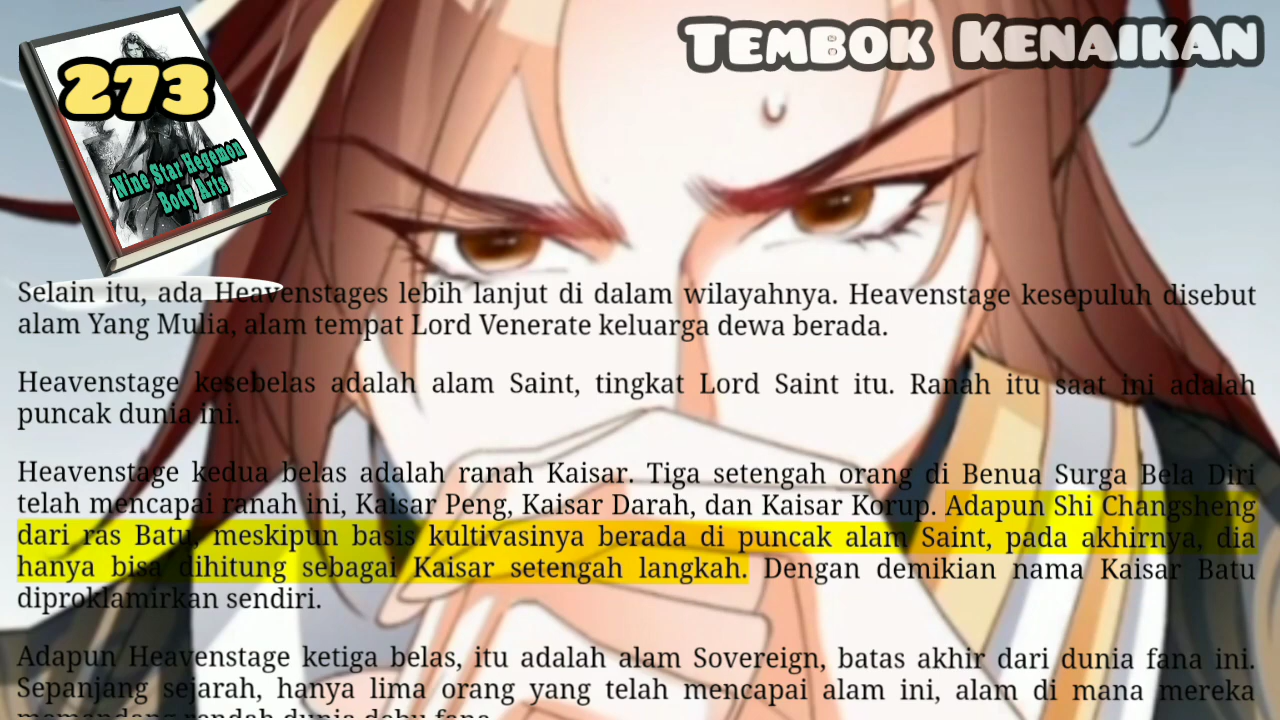 273
TEMBOK KENAIKAN
Nine Star Hegemon
Body Arts
Selain itu, ada Heavenstages lebih lanjut di dalam wilayahnya. Heavenstage kesepuluh disebut
alam Yang Mulia, alam tempat Lord Venerate keluarga dewa berada.
Heavenstage kesebelas adalah alam Saint, tingkat Lord Saint itu. Ranah itu saat ini adalah
puncak dunia ini.
Heavenstage kedua belas adalah ranah Kaisar. Tiga setengah orang di Benua Surga Bela Diri
telah mencapai ranah ini, Kaisar Peng, Kaisar Darah, dan Kaisar Korup. Adapun Shi Changsheng
dari ras Batu, meskipun basis kultivasinya berada di puncak alam Saint, pada akhirnya, dia
hanya bisa dihitung sebagai Kaisar setengah langkah. Dengan demikian nama Kaisar Batu
diproklamirkan sendiri.
Adapun Heavenstage ketiga belas, itu adalah alam Sovereign, batas akhir dari dunia fana ini.
Sepanjang sejarah, hanya lima orang yang telah mencapai alam ini, alam di mana mereka
memandang rendah dunia debu fana.